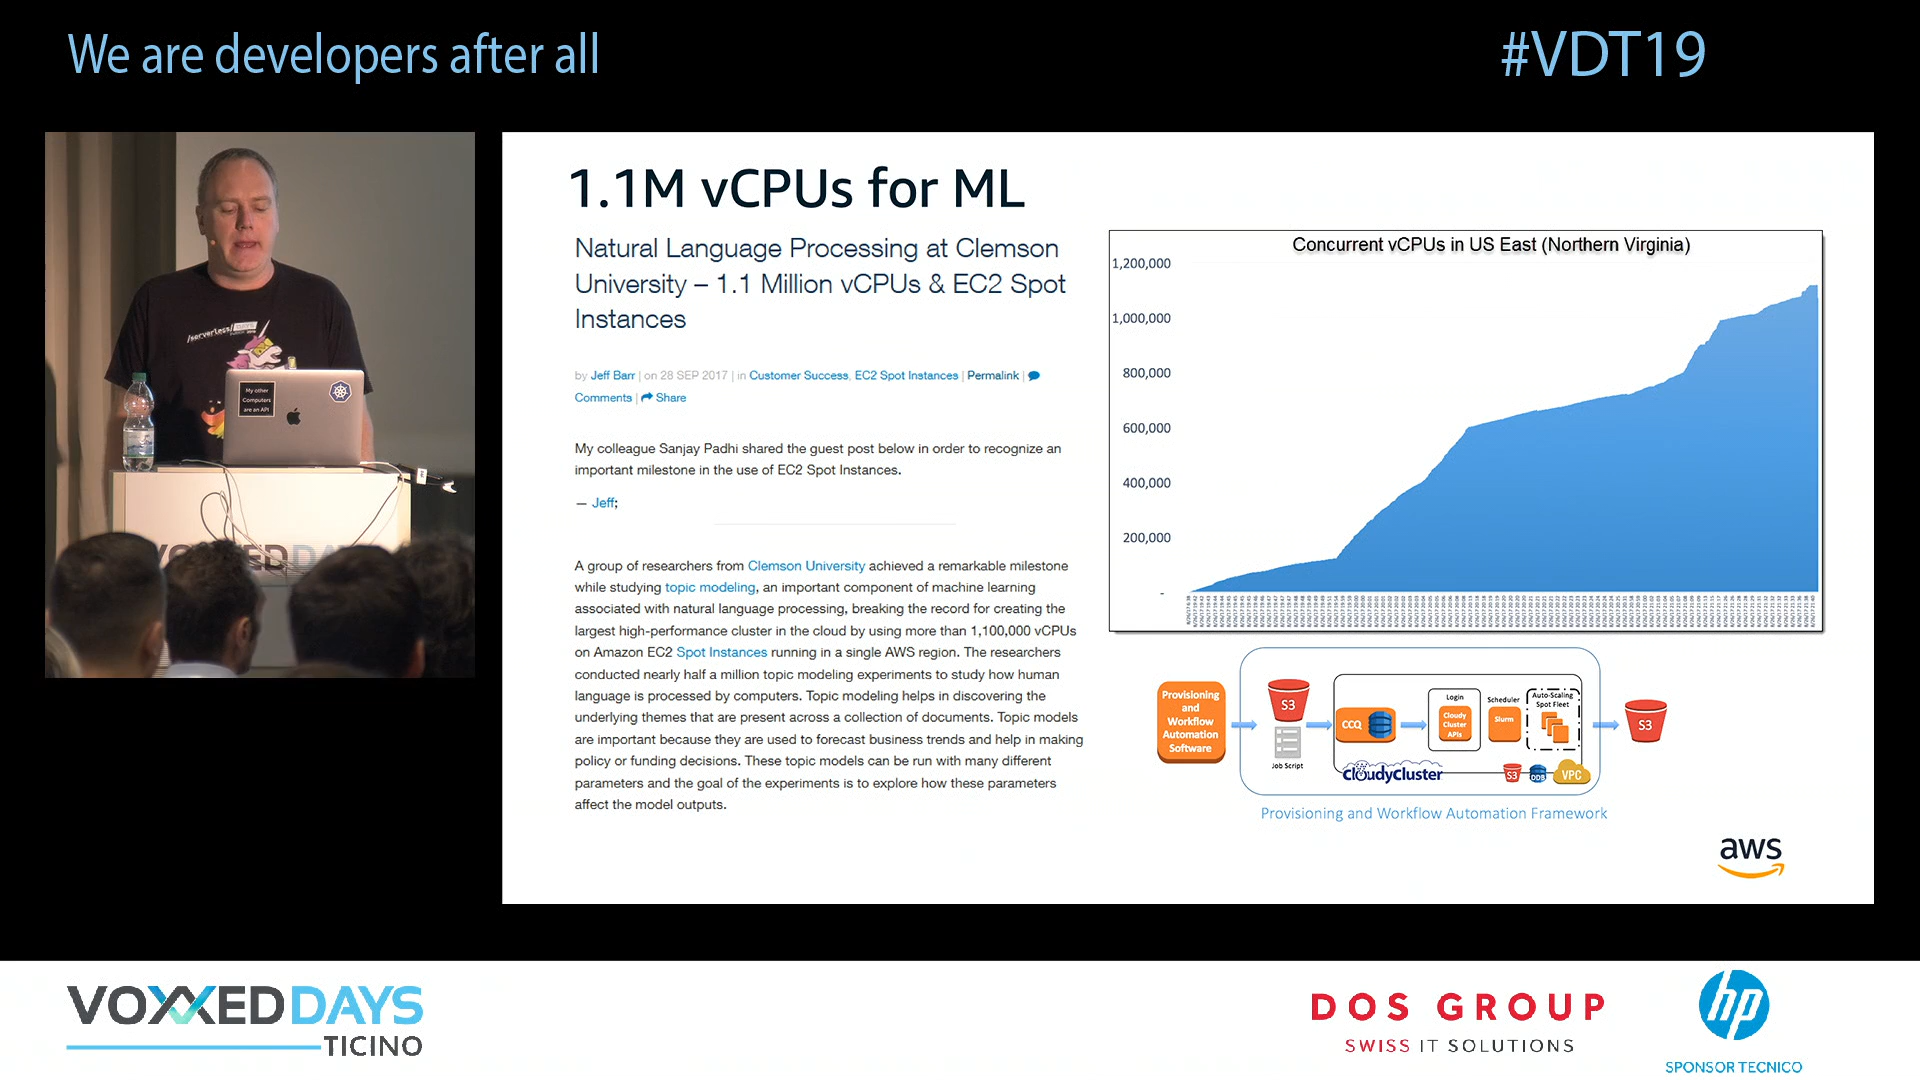 We are developers after all
#VDT19
/serverless/
My other
Computers
are an API
1.1M vCPUs for ML
Natural Language Processing at Clemson
University – 1.1 Million vCPUs & EC2 Spot
Instances
by Jeff Barr | on 28 SEP 2017 | in Customer Success, EC2 Spot Instances | Permalink |
Comments | Share
My colleague Sanjay Padhi shared the guest post below in order to recognize an
important milestone in the use of EC2 Spot Instances.
— Jeff;
A group of researchers from Clemson University achieved a remarkable milestone
while studying topic modeling, an important component of machine learning
associated with natural language processing, breaking the record for creating the
largest high-performance cluster in the cloud by using more than 1,100,000 vCPUs
on Amazon EC2 Spot Instances running in a single AWS region. The researchers
conducted nearly half a million topic modeling experiments to study how human
language is processed by computers. Topic modeling helps in discovering the
underlying themes that are present across a collection of documents. Topic models
are important because they are used to forecast business trends and help in making
policy or funding decisions. These topic models can be run with many different
parameters and the goal of the experiments is to explore how these parameters
affect the model outputs.
Concurrent vCPUs in US East (Northern Virginia)
1,200,000
1,000,000
800,000
600,000
400,000
200,000
-
Provisioning
and
Workflow
Automation
Software
S3
Job Script
CCQ
Login
Cloudy
Cluster
APIs
Scheduler
Slurm
Auto-Scaling
Spot Fleet
cloudycluster
S3
DDB
VPC
S3
Provisioning and Workflow Automation Framework
aws
VOXXEDDAYS
TICINO
DOS GROUP
SWISS IT SOLUTIONS
hp
SPONSOR TECNICO